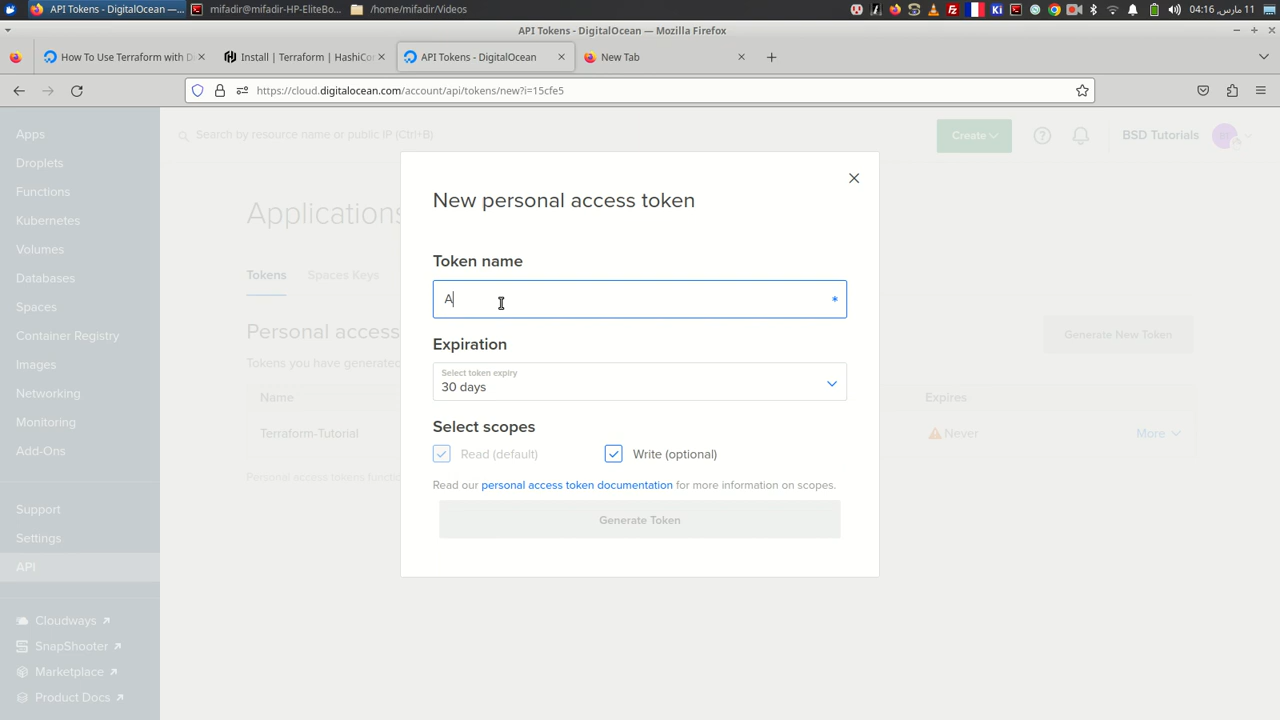 API Tokens - DigitalOcean —...
mifadir@mifadir-HP-EliteBoo...
/home/mifadir/Videos
Fz
Ki
04:16 ,11 مارس
API Tokens - DigitalOcean — Mozilla Firefox
How To Use Terraform with D
Install | Terraform | HashiCor
API Tokens - DigitalOcean
New Tab
https://cloud.digitalocean.com/account/api/tokens/new?i=15cfe5
Apps
Droplets
Functions
Kubernetes
Volumes
Databases
Spaces
Container Registry
Images
Networking
Monitoring
Add-Ons
Support
Settings
API
Cloudways
SnapShooter
Marketplace
Product Docs
Search by resource name or public IP (Ctrl+B)
Create
BSD Tutorials
Applications
Tokens
Spaces Keys
Personal access
Generate New Token
Tokens you have generated
Name
Expires
Terraform-Tutorial
Never
More
Personal access tokens functi
New personal access token
Token name
A
*
Expiration
Select token expiry
30 days
Select scopes
Read (default)
Write (optional)
Read our personal access token documentation for more information on scopes.
Generate Token